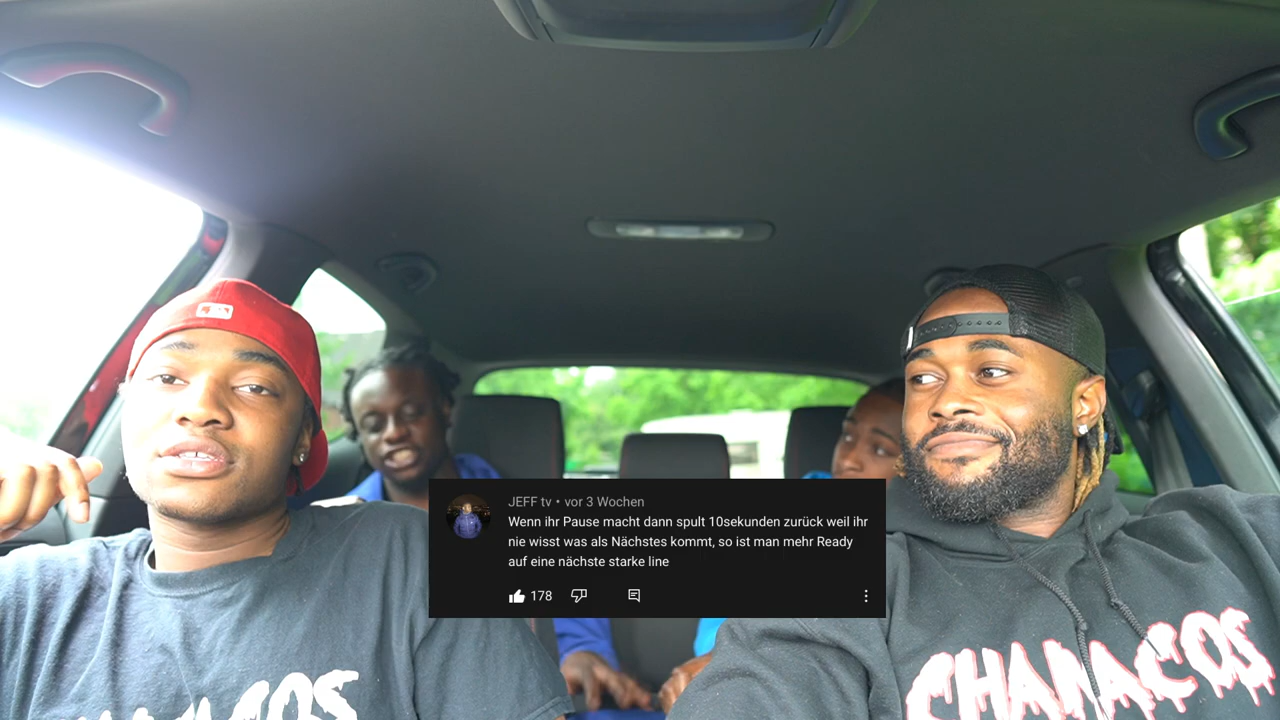 JEFF tv • vor 3 Wochen
Wenn ihr Pause macht dann spult 10sekunden zurück weil ihr
nie wisst was als Nächstes kommt, so ist man mehr Ready
auf eine nächste starke line
178
CHANACOS